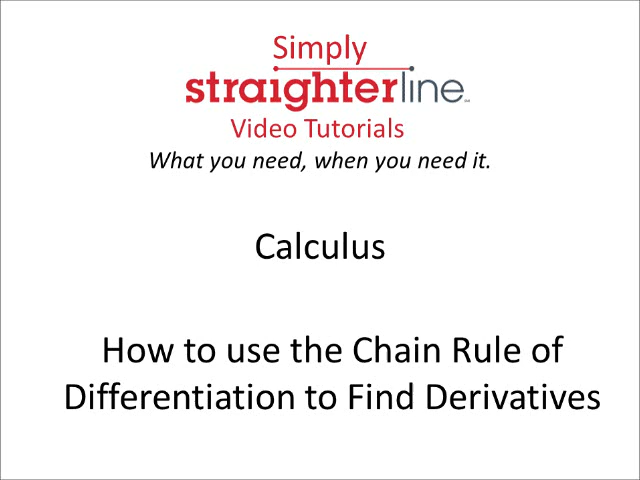 Simply
straighterline
Video Tutorials
What you need, when you need it.
Calculus
How to use the Chain Rule of
Differentiation to Find Derivatives